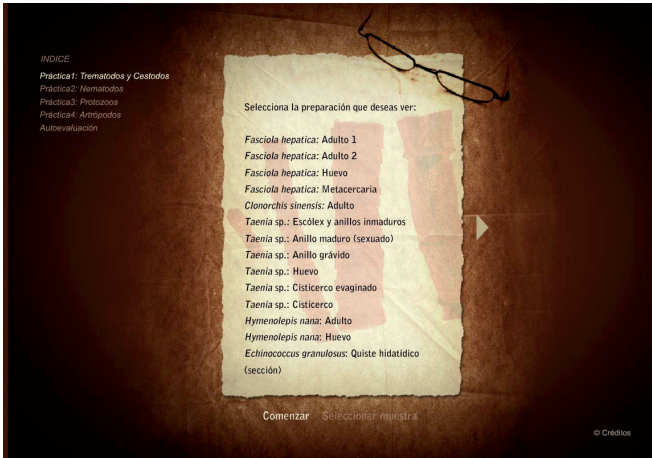 INDICE
Práctica1: Trematodos y Cestodos
Práctica2: Nematodos
Práctica3: Protozoos
Práctica4: Artrópodos
Autoevaluación
Selecciona la preparación que deseas ver:
Fasciola hepatica: Adulto 1
Fasciola hepatica: Adulto 2
Fasciola hepatica: Huevo
Fasciola hepatica: Metacercaria
Clonorchis sinensis: Adulto
Taenia sp.: Escólex y anillos inmaduros
Taenia sp.: Anillo maduro (sexuado)
Taenia sp.: Anillo grávido
Taenia sp.: Huevo
Taenia sp.: Cisticerco evaginado
Taenia sp.: Cisticerco
Hymenolepis nana: Adulto
Hymenolepis nana: Huevo
Echinococcus granulosus: Quiste hidatídico
(sección)
Comenzar Seleccionar muestra
© Créditos